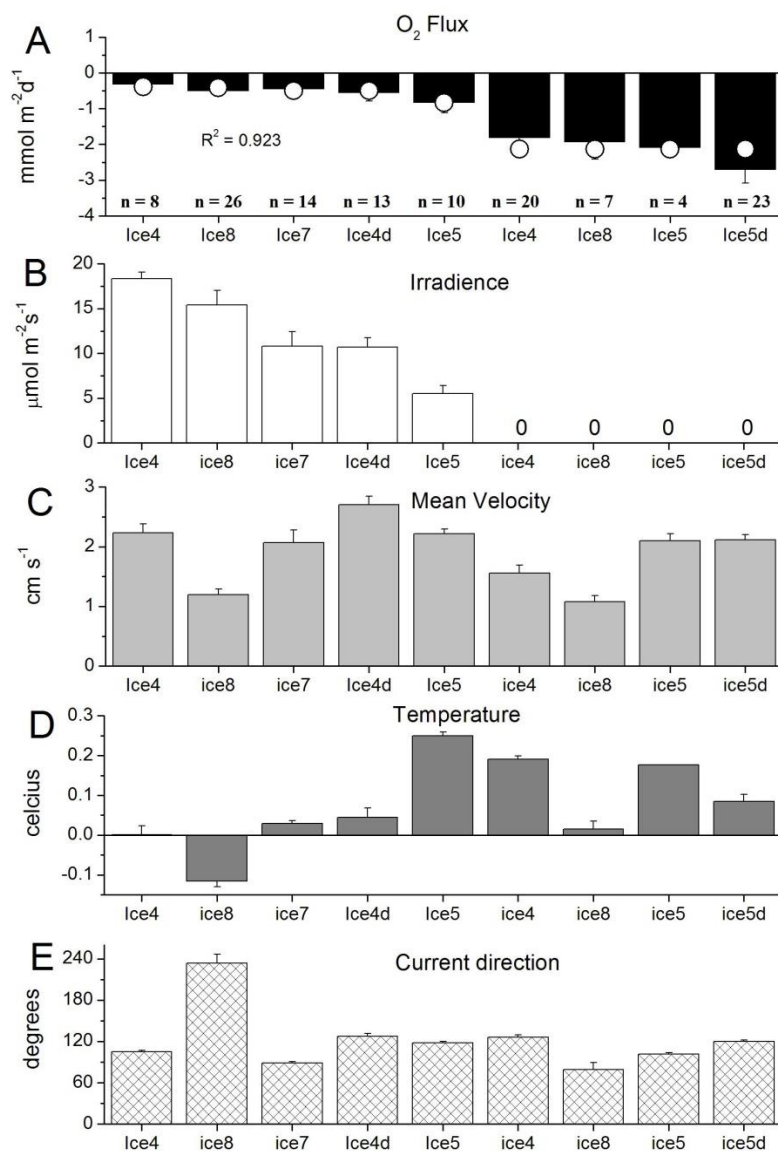 A
O2 Flux
mmol m-2d-1
1
0
-1
-2
-3
-4
R2 = 0.923
n = 8 n = 26 n = 14 n = 13 n = 10 n = 20 n = 7 n = 4 n = 23
Ice4 Ice8 Ice7 Ice4d Ice5 Ice4 Ice8 Ice5 Ice5d
B
Irradience
μmol m-2s-1
20
15
10
5
0
0 0 0 0
Ice4 ice8 ice7 Ice4d Ice5 ice4 ice8 ice5 ice5d
C
Mean Velocity
cm s-1
3
2
1
0
Ice4 ice8 ice7 Ice4d Ice5 ice4 ice8 ice5 ice5d
D
Temperature
celcius
0.3
0.2
0.1
0.0
-0.1
Ice4 ice8 ice7 Ice4d Ice5 ice4 ice8 ice5 ice5d
E
Current direction
degrees
240
180
120
60
0
Ice4 ice8 ice7 Ice4d Ice5 ice4 ice8 ice5 ice5d